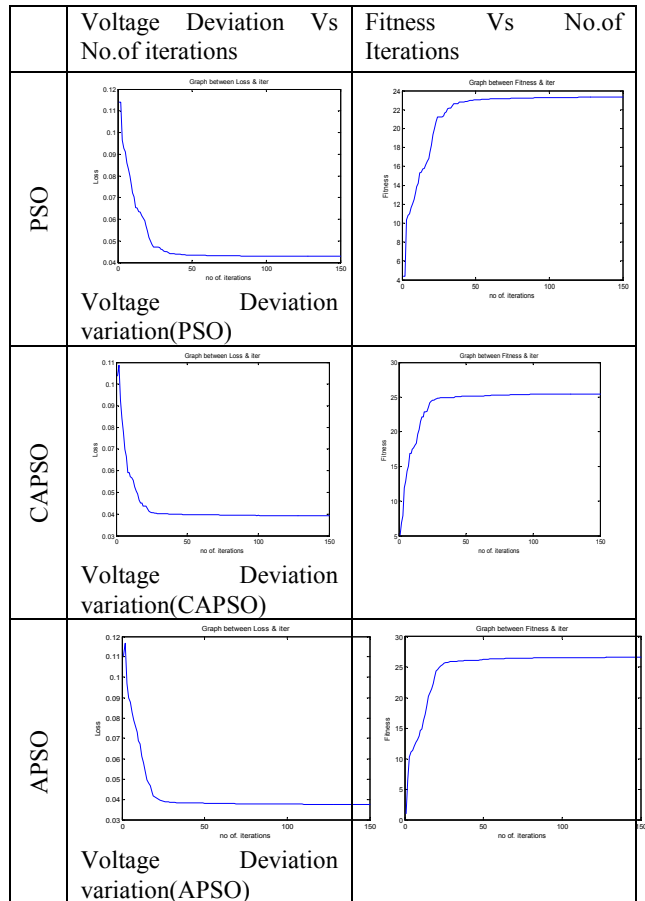 Voltage Deviation Vs
No.of iterations
Fitness Vs No.of
Iterations
PSO
Graph between Loss & iter
0.12
0.11
0.1
0.09
0.08
0.07
0.06
0.05
0.04
Loss
0 50 100 150
no of. iterations
Voltage Deviation
variation(PSO)
Graph between Fitness & iter
24
22
20
18
16
14
12
10
8
6
4
Fitness
0 50 100 150
no of. iterations
CAPSO
Graph between Loss & iter
0.11
0.1
0.09
0.08
0.07
0.06
0.05
0.04
0.03
Loss
0 50 100 150
no of. iterations
Voltage Deviation
variation(CAPSO)
Graph between Fitness & iter
30
25
20
15
10
5
Fitness
0 50 100 150
no of. iterations
APSO
Graph between Loss & iter
0.12
0.11
0.1
0.09
0.08
0.07
0.06
0.05
0.04
0.03
Loss
0 50 100 150
no of. iterations
Voltage Deviation
variation(APSO)
Graph between Fitness & iter
30
25
20
15
10
5
0
Fitness
0 50 100 150
no of. iterations